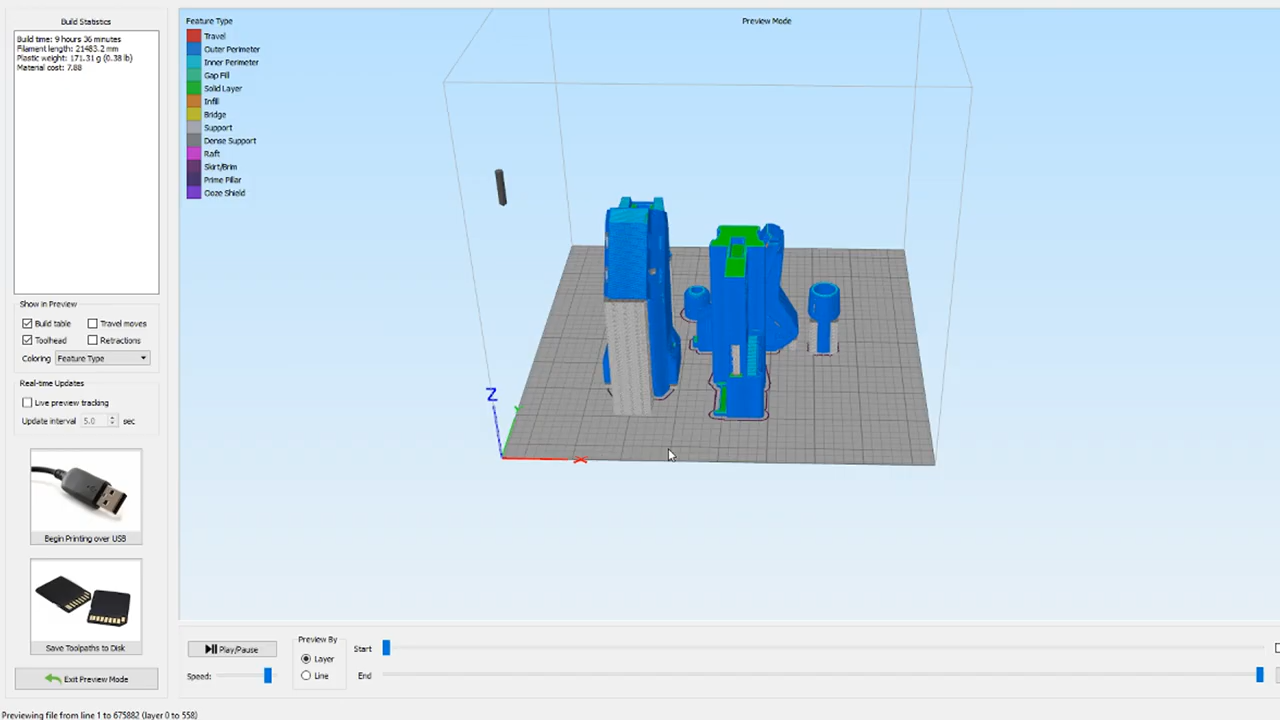 Build Statistics
Build time: 9 hours 36 minutes
Filament length: 21483.2 mm
Plastic weight: 171.31 g (0.38 lb)
Material cost: 7.88
Show in Preview
Build table
Travel moves
Toolhead
Retractions
Coloring Feature Type
Real-time Updates
Live preview tracking
Update interval 5.0 sec
Begin Printing over USB
Save Toolpaths to Disk
Exit Preview Mode
Feature Type
Travel
Outer Perimeter
Inner Perimeter
Gap Fill
Solid Layer
Infill
Bridge
Support
Dense Support
Raft
Skirt/Brim
Prime Pillar
Ooze Shield
Preview Mode
Z
Play/Pause
Speed:
Preview By
Layer
Line
Start
End
Previewing file from line 1 to 675882 (layer 0 to 558)